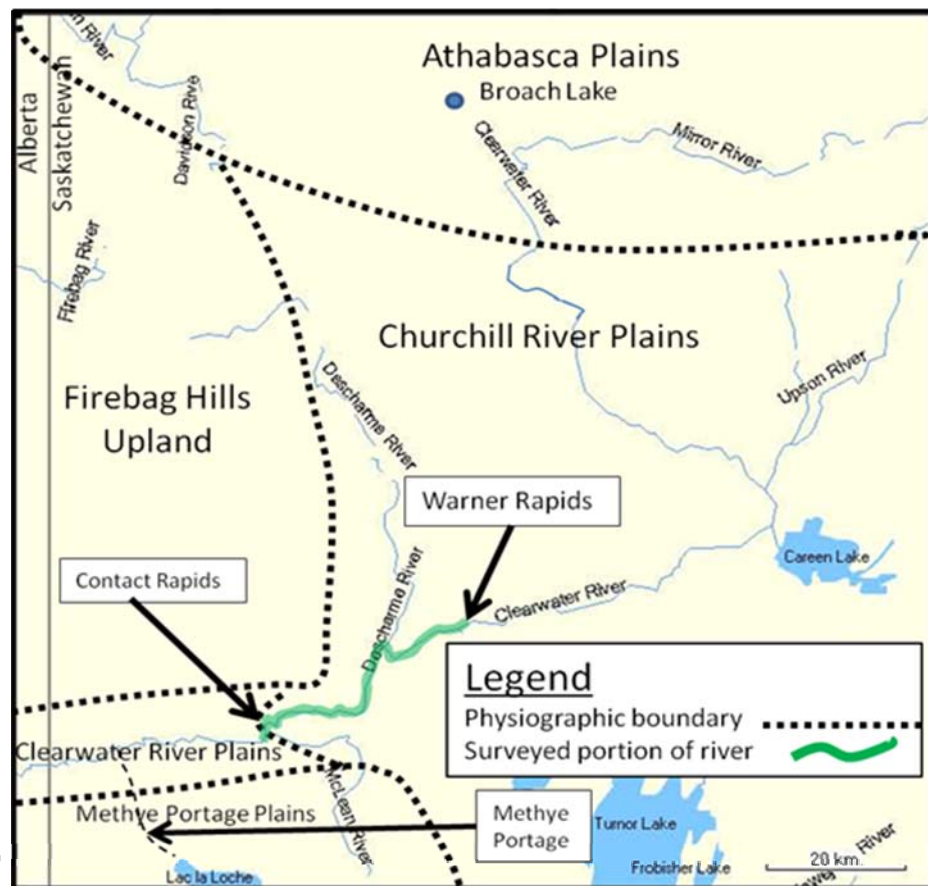 Athabasca Plains
Broach Lake
Alberta
Saskatchewan
River
Davidson Rive
Clearwater River
Mirror River
Firebag River
Churchill River Plains
Descharme River
Upson River
Firebag Hills
Upland
Warner Rapids
Contact Rapids
Careen Lake
Descharme River
Clearwater River
Legend
Physiographic boundary
Surveyed portion of river
Clearwater River Plains
McLean River
Methye Portage Plains
Methye
Portage
Turnor Lake
Frobisher Lake
River
Lac la Loche
20 km